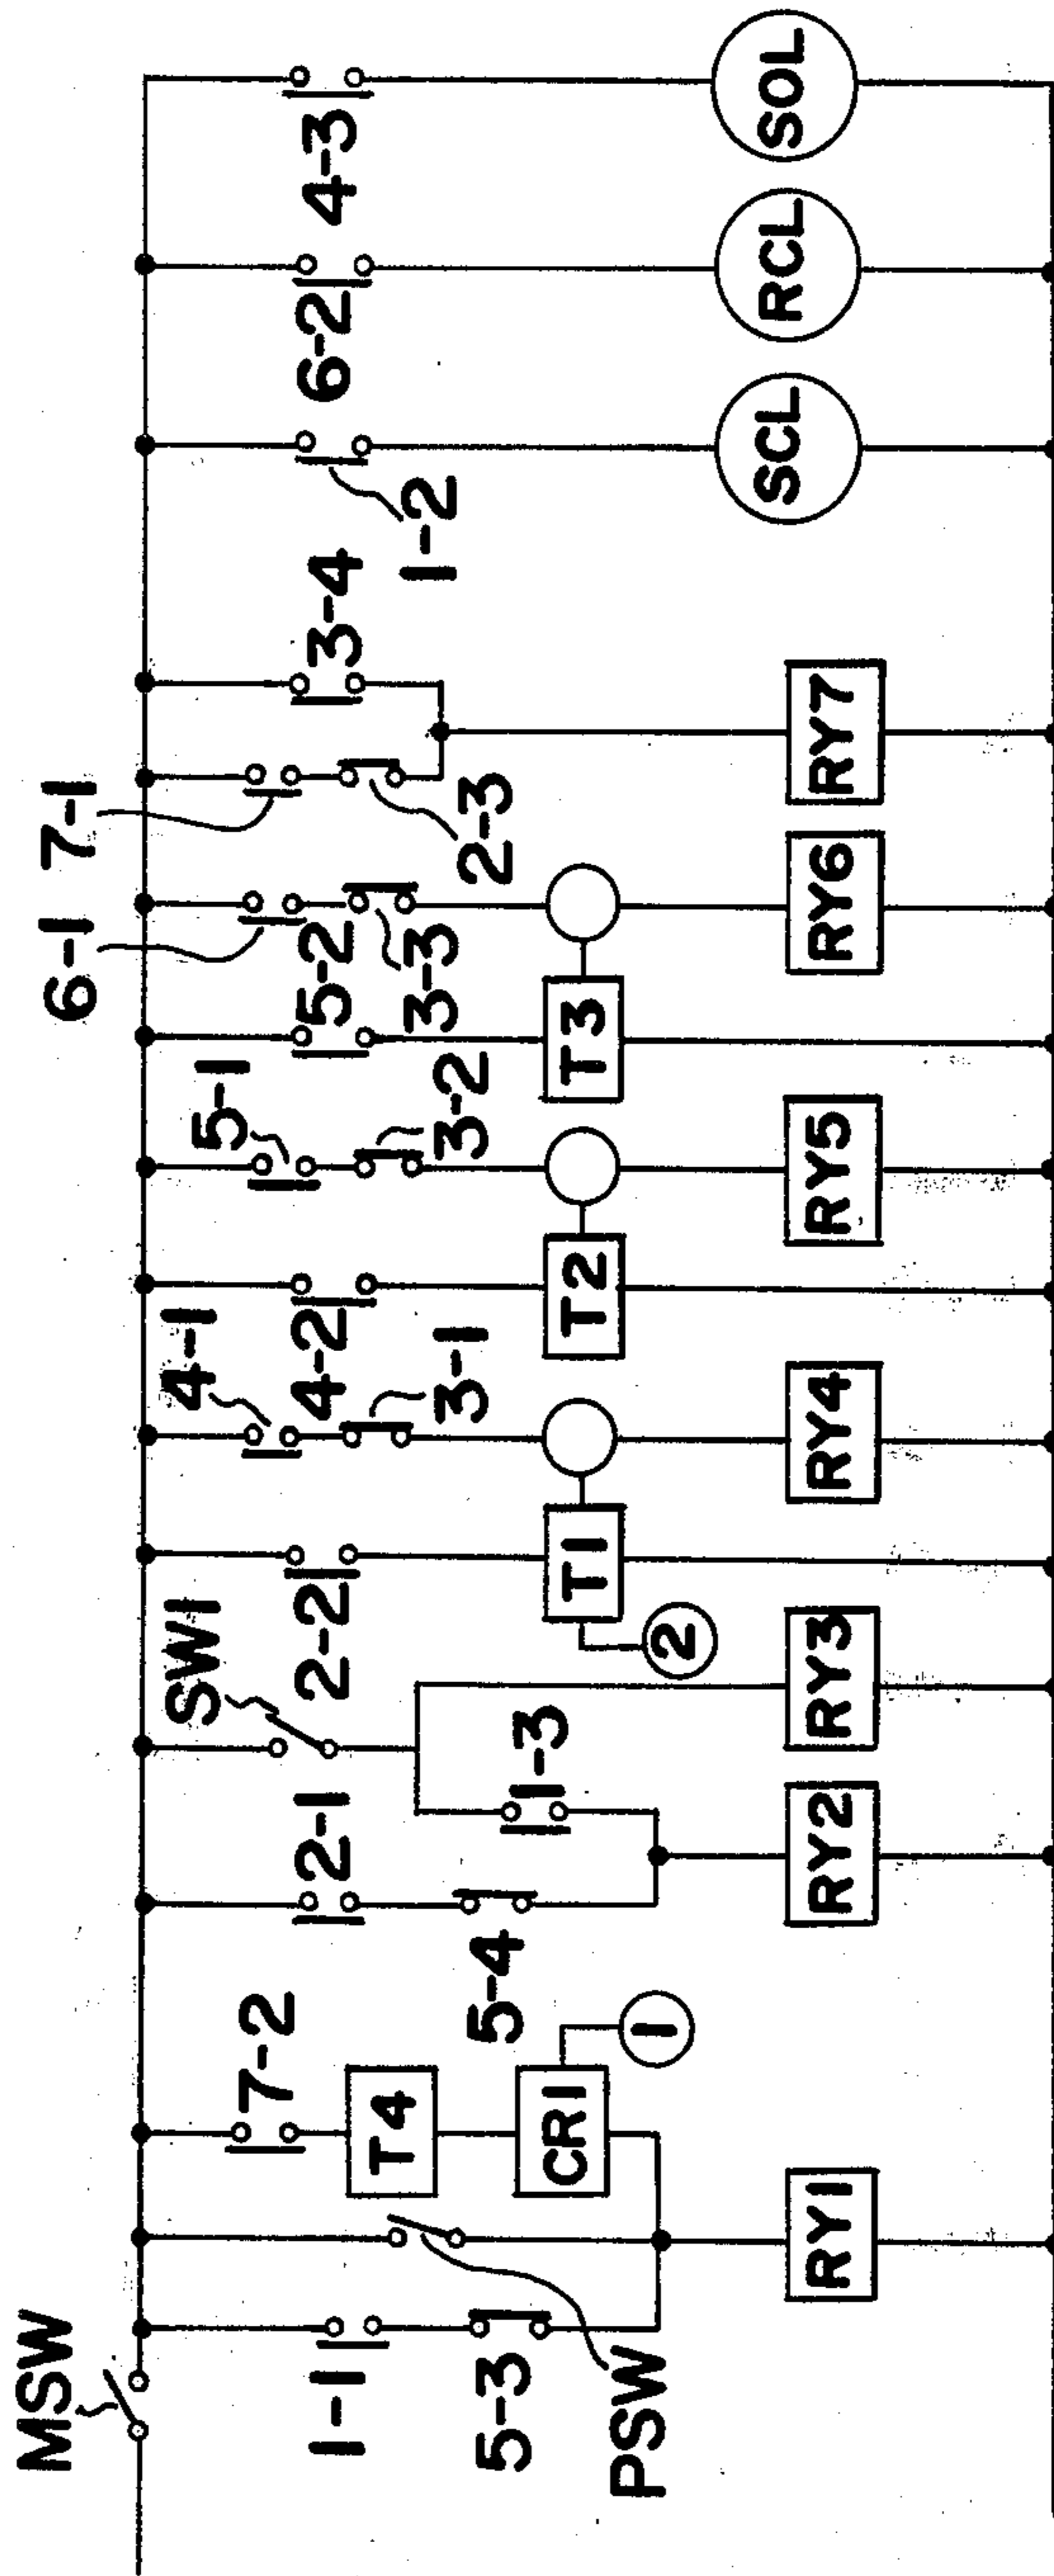 MSW
1-1
5-3
PSW
7-2
T4
CR1
1
RY1
2-1
5-4
SW1
1-3
RY2
RY3
2-2
T1
2
4-1
3-1
RY4
4-2
T2
5-1
3-2
RY5
5-2
T3
6-1
3-3
RY6
7-1
2-3
3-4
RY7
1-2
SCL
6-2
RCL
4-3
SOL